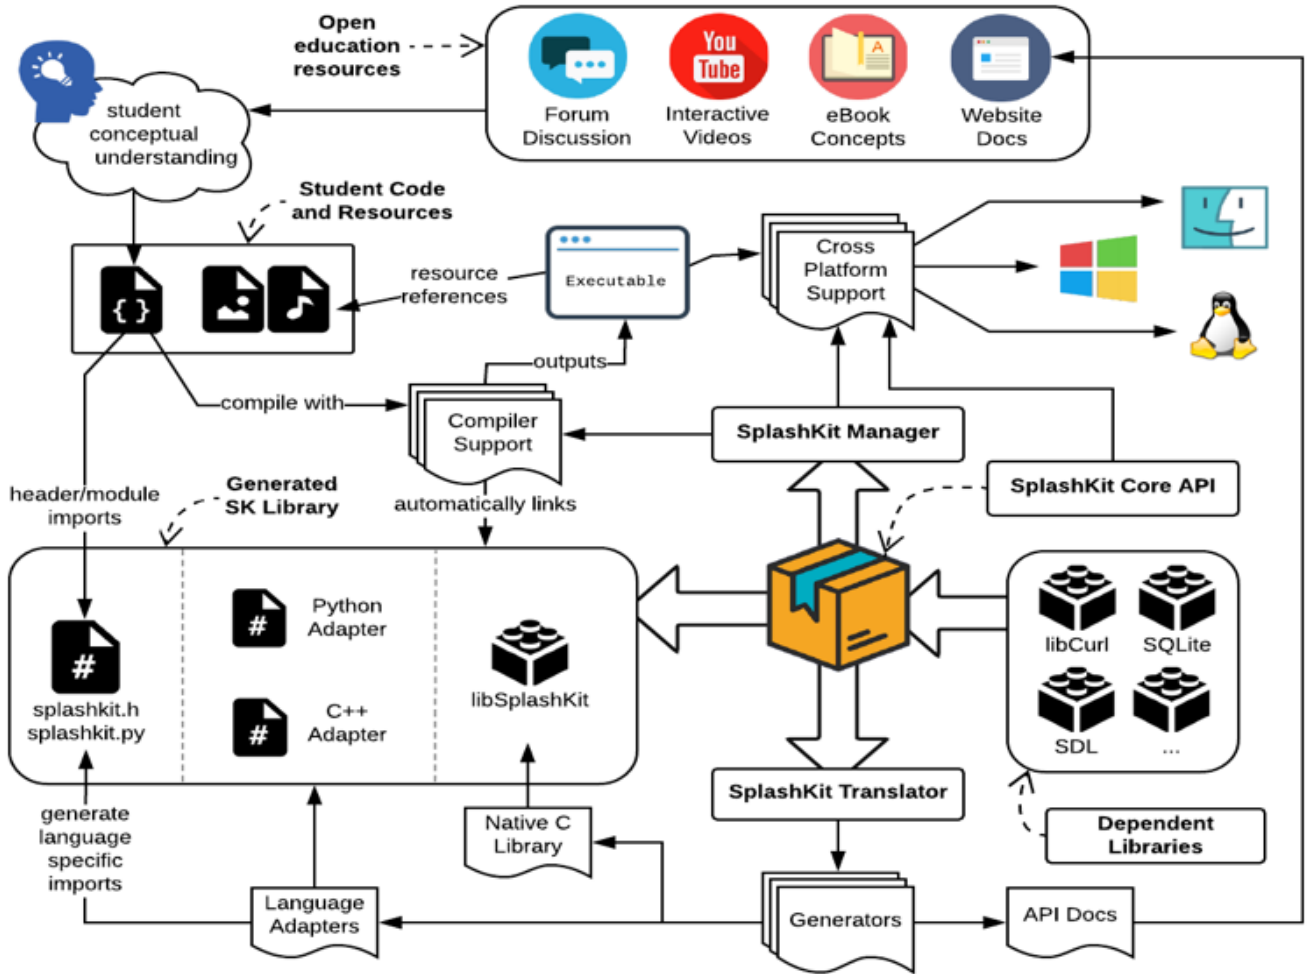 Open
education
resources
You
Tube
A
Forum
Discussion
Interactive
Videos
eBook
Concepts
Website
Docs
student
conceptual
understanding
Student Code
and Resources
{ }
resource
references
Executable
Cross
Platform
Support
outputs
compile with
Compiler
Support
SplashKit Manager
SplashKit Core API
header/module
imports
Generated
SK Library
automatically links
#
splashkit.h
splashkit.py
#
Python
Adapter
#
C++
Adapter
libSplashKit
libCurl
SQLite
SDL
...
SplashKit Translator
Dependent
Libraries
generate
language
specific
imports
Native C
Library
Language
Adapters
Generators
API Docs